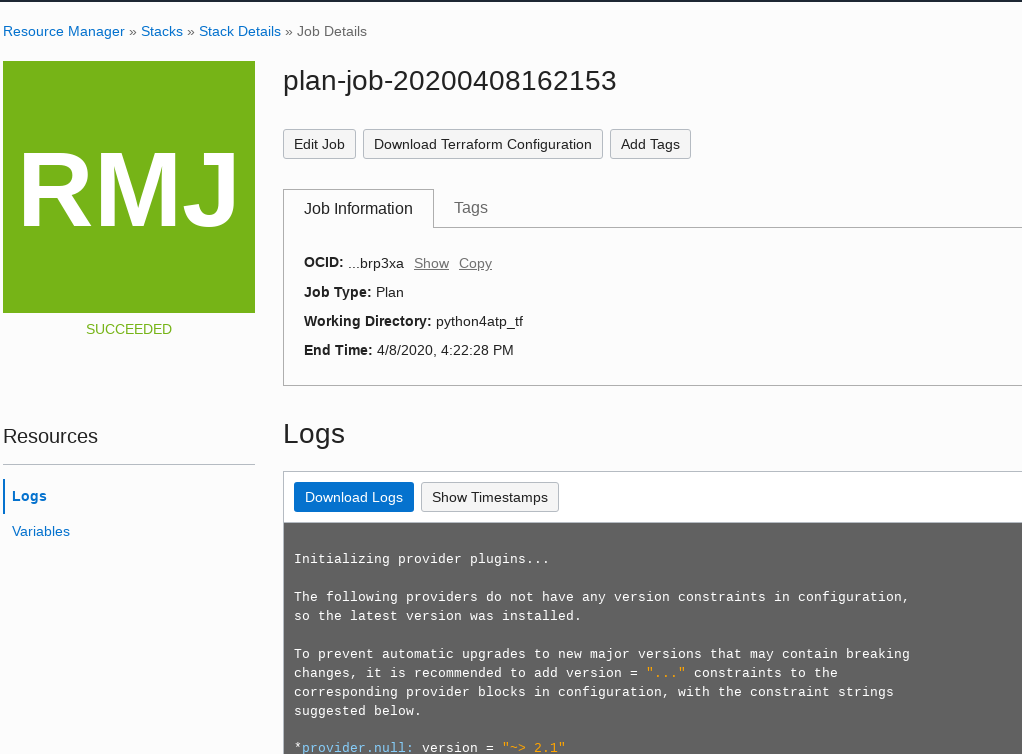 Resource Manager » Stacks » Stack Details » Job Details
RMJ
SUCCEEDED
plan-job-20200408162153
Edit Job Download Terraform Configuration Add Tags
Job Information Tags
OCID: ...brp3xa Show Copy
Job Type: Plan
Working Directory: python4atp_tf
End Time: 4/8/2020, 4:22:28 PM
Resources
Logs
Variables
Logs
Download Logs Show Timestamps
Initializing provider plugins...
The following providers do not have any version constraints in configuration,
so the latest version was installed.
To prevent automatic upgrades to new major versions that may contain breaking
changes, it is recommended to add version = "..." constraints to the
corresponding provider blocks in configuration, with the constraint strings
suggested below.
*provider.null: version = "~> 2.1"